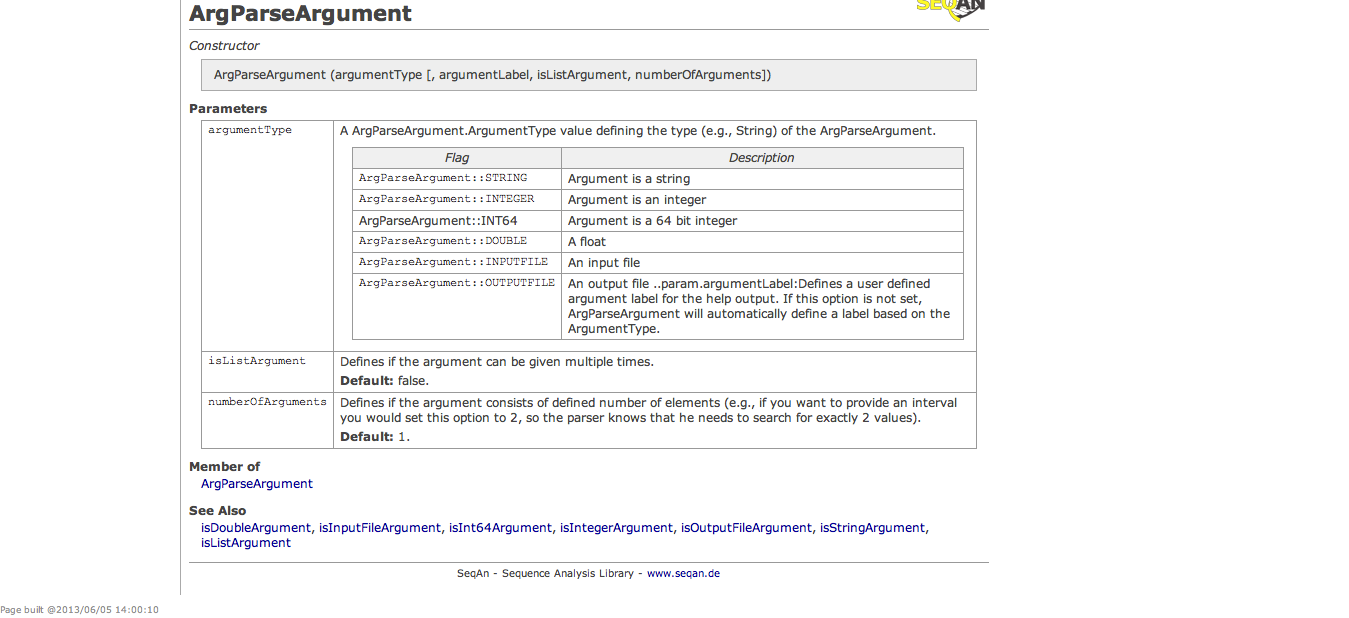 ArgParseArgument
SEQAN
Constructor
ArgParseArgument (argumentType [, argumentLabel, isListArgument, numberOfArguments])
Parameters
argumentType
A ArgParseArgument.ArgumentType value defining the type (e.g., String) of the ArgParseArgument.
Flag Description
ArgParseArgument::STRING Argument is a string
ArgParseArgument::INTEGER Argument is an integer
ArgParseArgument::INT64 Argument is a 64 bit integer
ArgParseArgument::DOUBLE A float
ArgParseArgument::INPUTFILE An input file
ArgParseArgument::OUTPUTFILE An output file ..param.argumentLabel:Defines a user defined
argument label for the help output. If this option is not set,
ArgParseArgument will automatically define a label based on the
ArgumentType.
isListArgument Defines if the argument can be given multiple times.
Default: false.
numberOfArguments Defines if the argument consists of defined number of elements (e.g., if you want to provide an interval
you would set this option to 2, so the parser knows that he needs to search for exactly 2 values).
Default: 1.
Member of
ArgParseArgument
See Also
isDoubleArgument, isInputFileArgument, isInt64Argument, isIntegerArgument, isOutputFileArgument, isStringArgument,
isListArgument
SeqAn - Sequence Analysis Library - www.seqan.de
Page built @2013/06/05 14:00:10